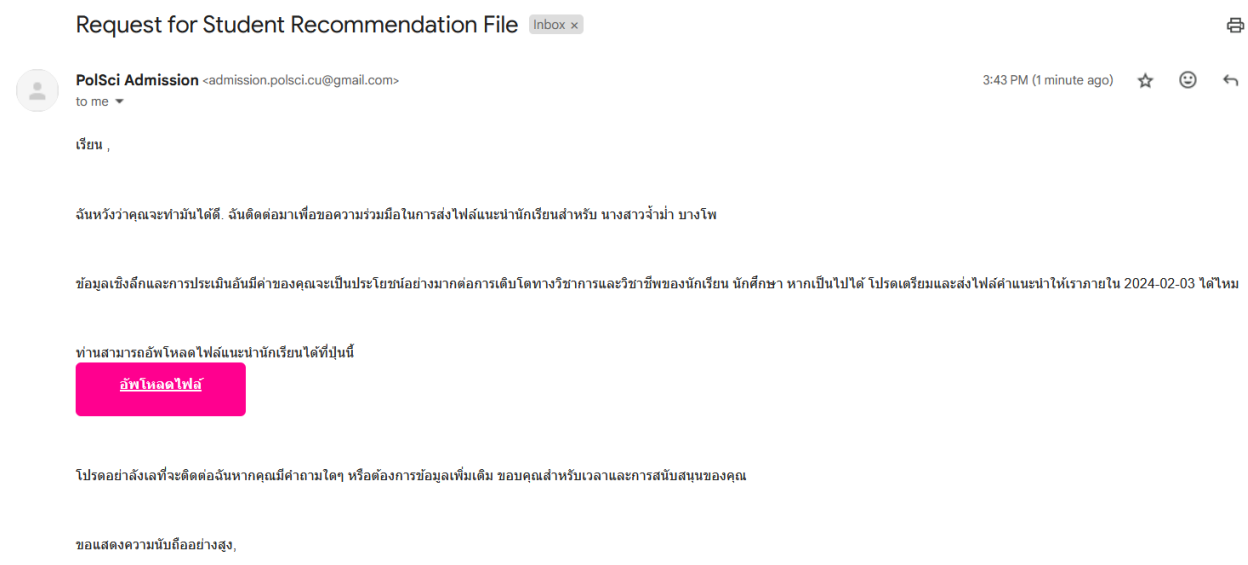 Request for Student Recommendation File Inbox ×
PolSci Admission <admission.polsci.cu@gmail.com> 3:43 PM (1 minute ago)
to me
เรียน ,
ฉันหวังว่าคุณจะทำมันได้ดี. ฉันติดต่อมาเพื่อขอความร่วมมือในการส่งไฟล์แนะนำนักเรียนสำหรับ นางสาวจ้ำม่ำ บางโพ
ข้อมูลเชิงลึกและการประเมินอันมีค่าของคุณจะเป็นประโยชน์อย่างมากต่อการเติบโตทางวิชาการและวิชาชีพของนักเรียน นักศึกษา หากเป็นไปได้ โปรดเตรียมและส่งไฟล์คำแนะนำให้เราภายใน 2024-02-03 ได้ไหม
ท่านสามารถอัพโหลดไฟล์แนะนำนักเรียนได้ที่ปุ่มนี้
อัพโหลดไฟล์
โปรดอย่าลังเลที่จะติดต่อฉันหากคุณมีคำถามใดๆ หรือต้องการข้อมูลเพิ่มเติม ขอบคุณสำหรับเวลาและการสนับสนุนของคุณ
ขอแสดงความนับถืออย่างสูง,